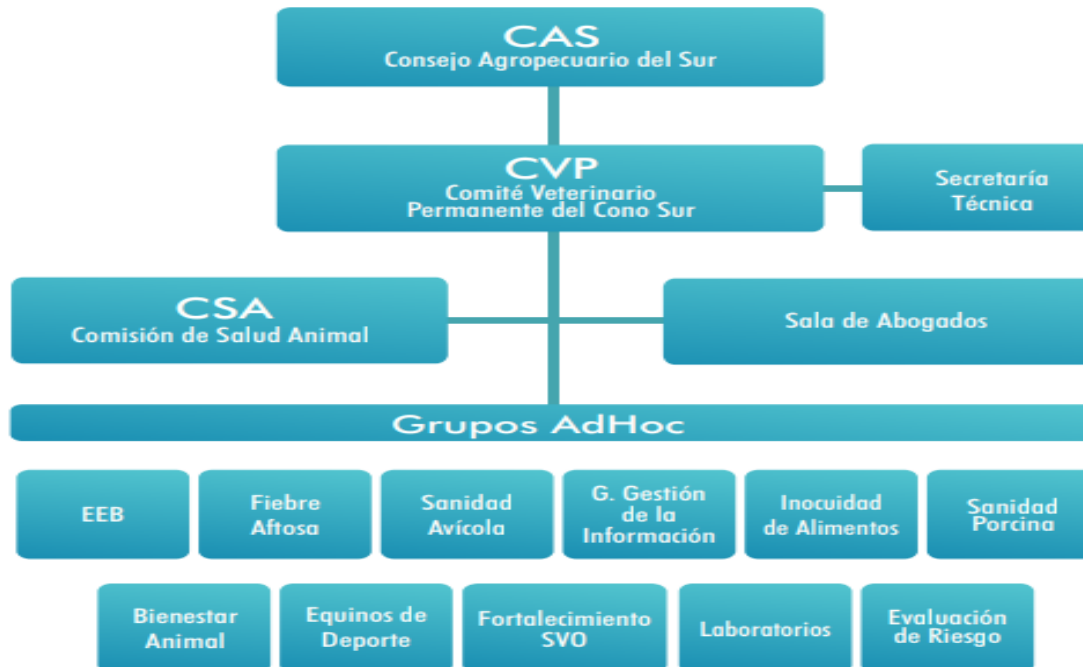 CAS
Consejo Agropecuario del Sur
CVP
Comité Veterinario
Permanente del Cono Sur
Secretaría
Técnica
CSA
Comisión de Salud Animal
Sala de Abogados
Grupos AdHoc
EEB
Fiebre
Aftosa
Sanidad
Avícola
G. Gestión
de la
Información
Inocuidad
de Alimentos
Sanidad
Porcina
Bienestar
Animal
Equinos de
Deporte
Fortalecimiento
SVO
Laboratorios
Evaluación
de Riesgo